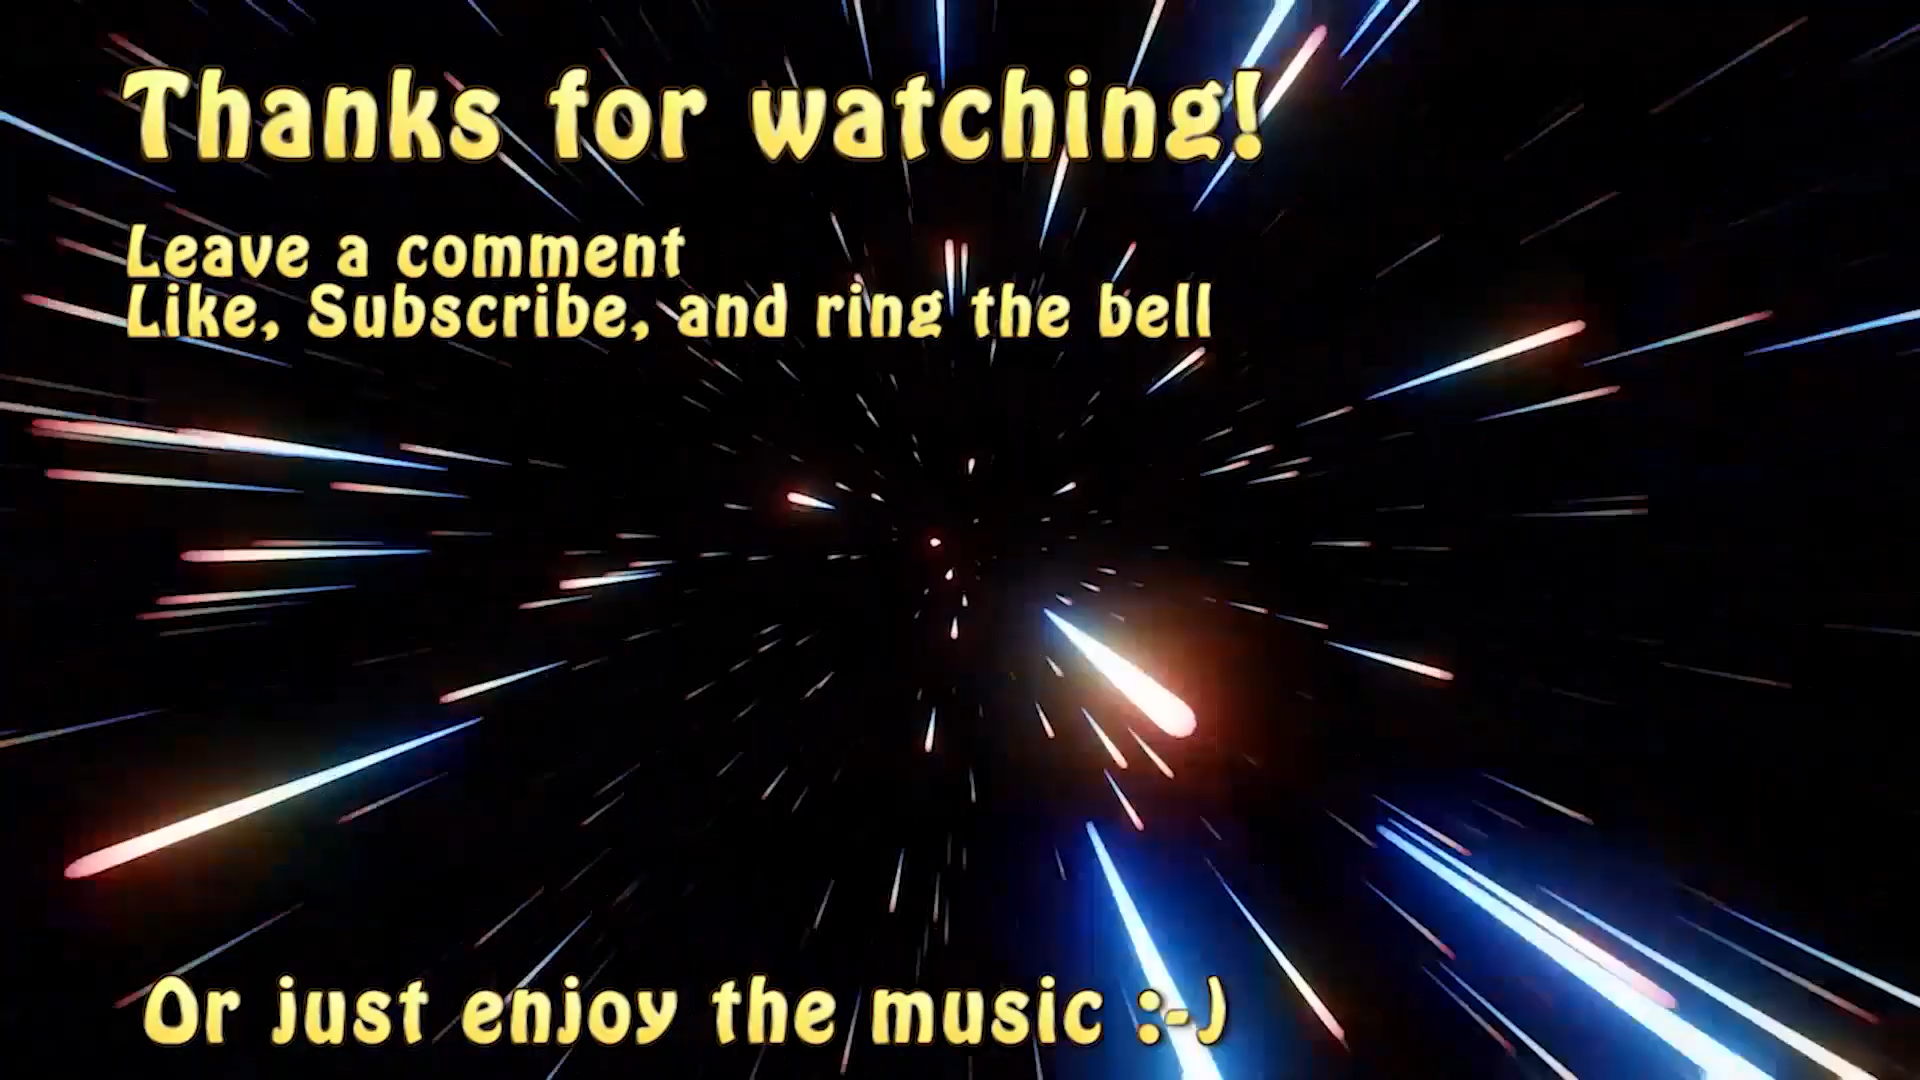 Thanks for watching!
Leave a comment
Like, Subscribe, and ring the bell
Or just enjoy the music :-)